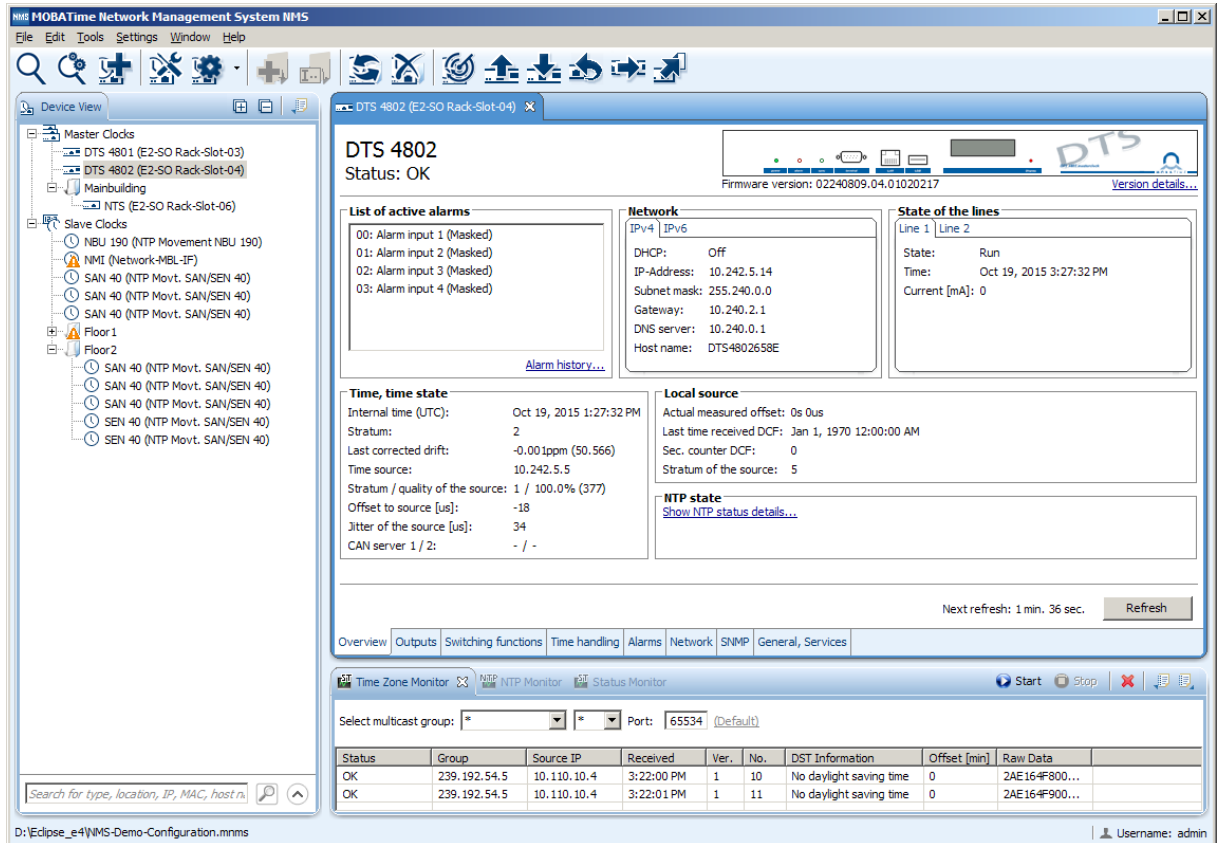 NMS MOBATime Network Management System NMS
File Edit Tools Settings Window Help
Device View
Master Clocks
DTS 4801 (E2-SO Rack-Slot-03)
DTS 4802 (E2-SO Rack-Slot-04)
Mainbuilding
NTS (E2-SO Rack-Slot-06)
Slave Clocks
NBU 190 (NTP Movement NBU 190)
NMI (Network-MBL-IF)
SAN 40 (NTP Movt. SAN/SEN 40)
SAN 40 (NTP Movt. SAN/SEN 40)
SAN 40 (NTP Movt. SAN/SEN 40)
Floor1
Floor2
SAN 40 (NTP Movt. SAN/SEN 40)
SAN 40 (NTP Movt. SAN/SEN 40)
SAN 40 (NTP Movt. SAN/SEN 40)
SEN 40 (NTP Movt. SAN/SEN 40)
SEN 40 (NTP Movt. SAN/SEN 40)
Search for type, location, IP, MAC, host n
DTS 4802 (E2-SO Rack-Slot-04)
DTS 4802
Status: OK
DTS
Firmware version: 02240809.04.01020217
Version details...
List of active alarms
00: Alarm input 1 (Masked)
01: Alarm input 2 (Masked)
02: Alarm input 3 (Masked)
03: Alarm input 4 (Masked)
Alarm history...
Network
IPv4 IPv6
DHCP: Off
IP-Address: 10.242.5.14
Subnet mask: 255.240.0.0
Gateway: 10.240.2.1
DNS server: 10.240.0.1
Host name: DTS4802658E
State of the lines
Line 1 Line 2
State: Run
Time: Oct 19, 2015 3:27:32 PM
Current [mA]: 0
Time, time state
Internal time (UTC): Oct 19, 2015 1:27:32 PM
Stratum: 2
Last corrected drift: -0.001ppm (50.566)
Time source: 10.242.5.5
Stratum / quality of the source: 1 / 100.0% (377)
Offset to source [us]: -18
Jitter of the source [us]: 34
CAN server 1 / 2: - / -
Local source
Actual measured offset: 0s 0us
Last time received DCF: Jan 1, 1970 12:00:00 AM
Sec. counter DCF: 0
Stratum of the source: 5
NTP state
Show NTP status details...
Next refresh: 1 min. 36 sec. Refresh
Overview Outputs Switching functions Time handling Alarms Network SNMP General, Services
Time Zone Monitor NTP Monitor Status Monitor Start Stop
Select multicast group: * * Port: 65534 (Default)
Status Group Source IP Received Ver. No. DST Information Offset [min] Raw Data
OK 239.192.54.5 10.110.10.4 3:22:00 PM 1 10 No daylight saving time 0 2AE164F800...
OK 239.192.54.5 10.110.10.4 3:22:01 PM 1 11 No daylight saving time 0 2AE164F900...
D:\Eclipse_e4\NMS-Demo-Configuration.mnms Username: admin